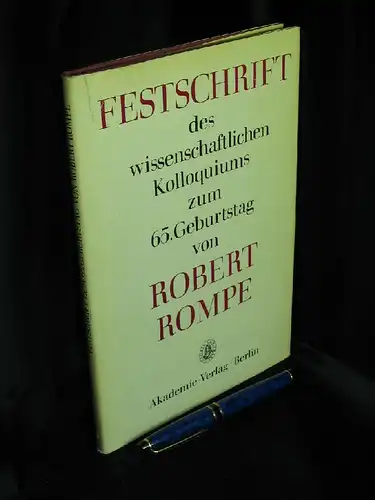 FESTSCHRIFT
des
wissenschaftlichen
Kolloquiums
zum
65. Geburtstag
von
ROBERT
ROMPE
Akademie-Verlag · Berlin